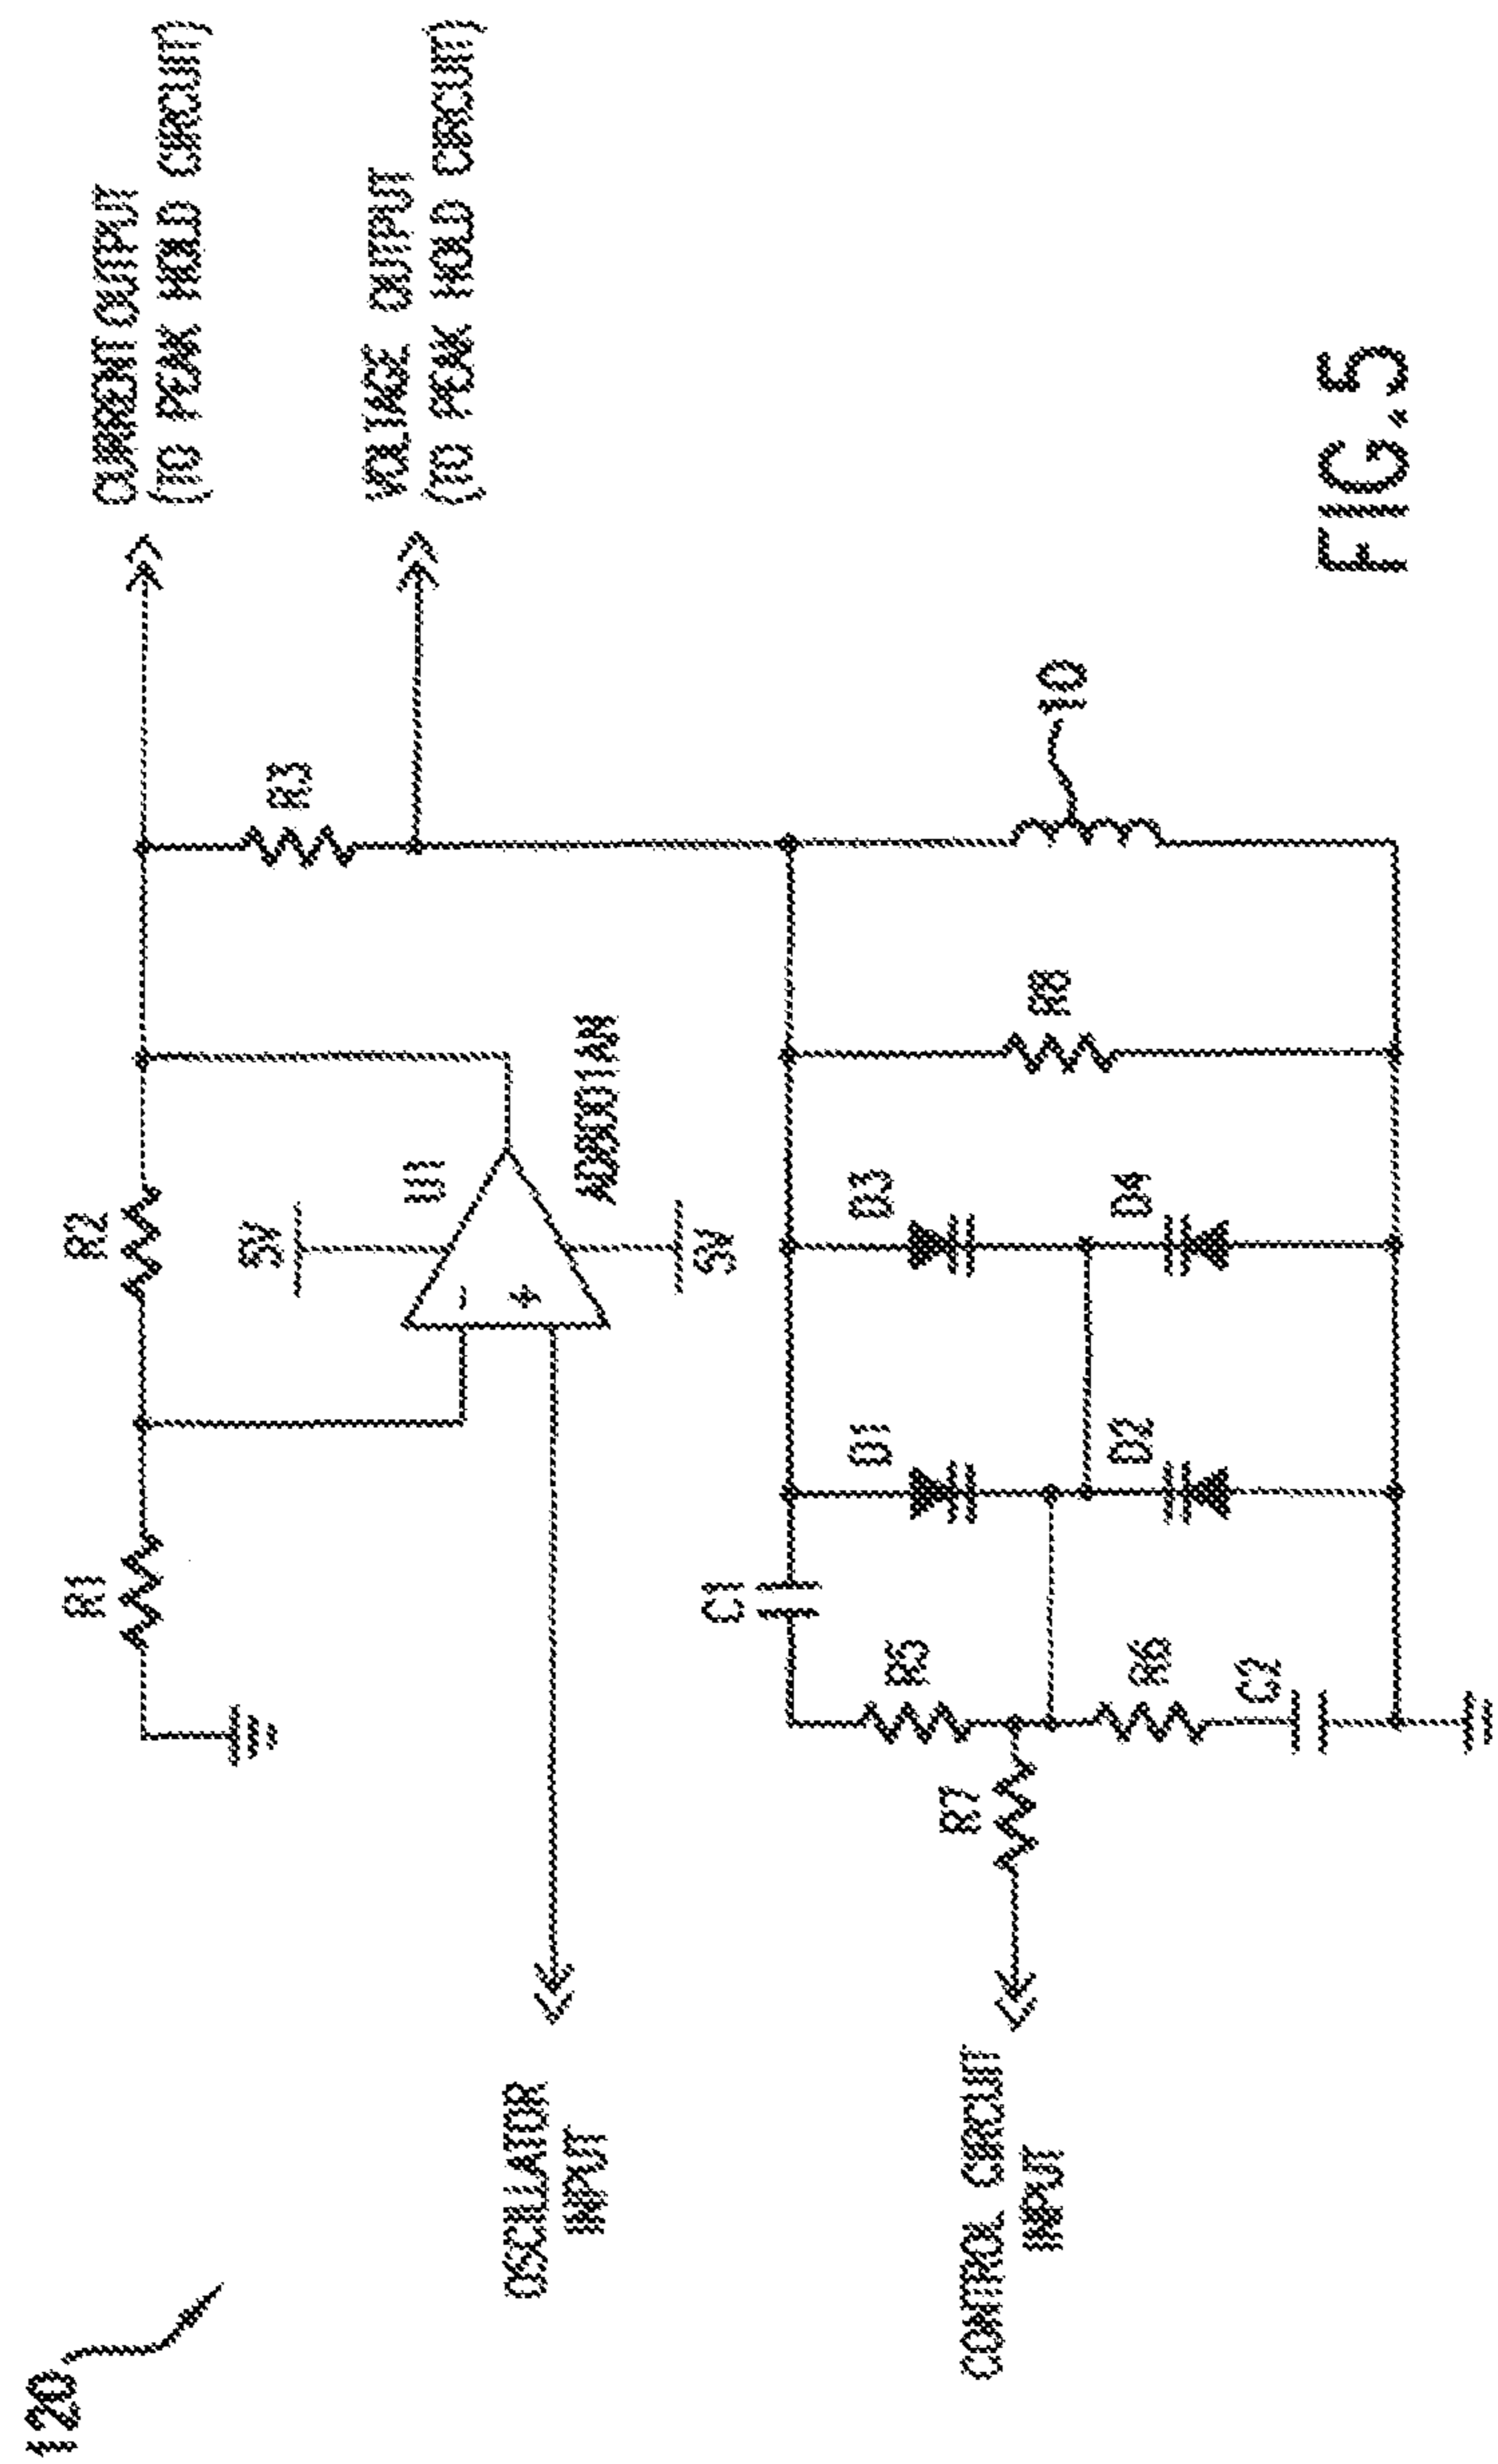 120
CURRENT OUTPUT
(TO PEAK HOLD CIRCUIT)
VOLTAGE OUTPUT
(TO PEAK HOLD CIRCUIT)
R1
R2
R3
5V
U1
-
+
AD8001AN
5V
OSCILLATOR
INPUT
C1
R5
D1
D3
R8
10
R7
R6
D2
D4
C2
CONTROL CIRCUIT
INPUT
FIG.5